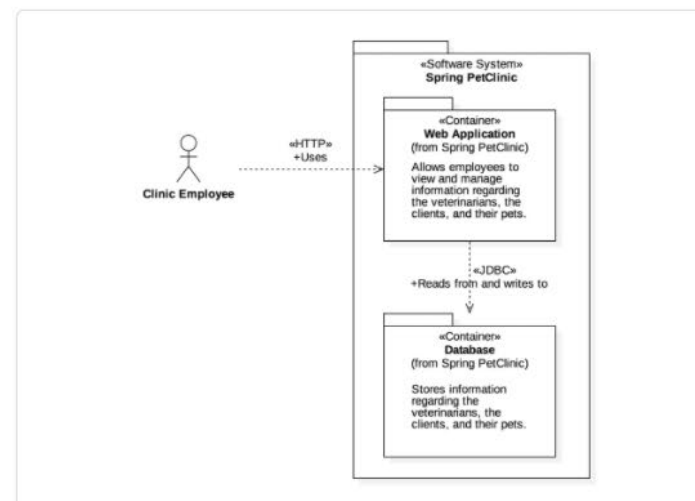 «Software System»
Spring PetClinic
«Container»
Web Application
(from Spring PetClinic)
Allows employees to
view and manage
information regarding
the veterinarians, the
clients, and their pets.
«HTTP»
+Uses
Clinic Employee
«JDBC»
+Reads from and writes to
«Container»
Database
(from Spring PetClinic)
Stores information
regarding the
veterinarians, the
clients, and their pets.